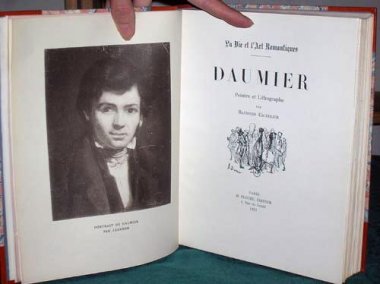 PORTRAIT DE DAUMIER
PAR JEANRON
La Vie et l'Art Romantiques
DAUMIER
Peintre et Lithographe
PAR
RAYMOND ESCHOLIER
PARIS
H. FLOURY, ÉDITEUR
1923